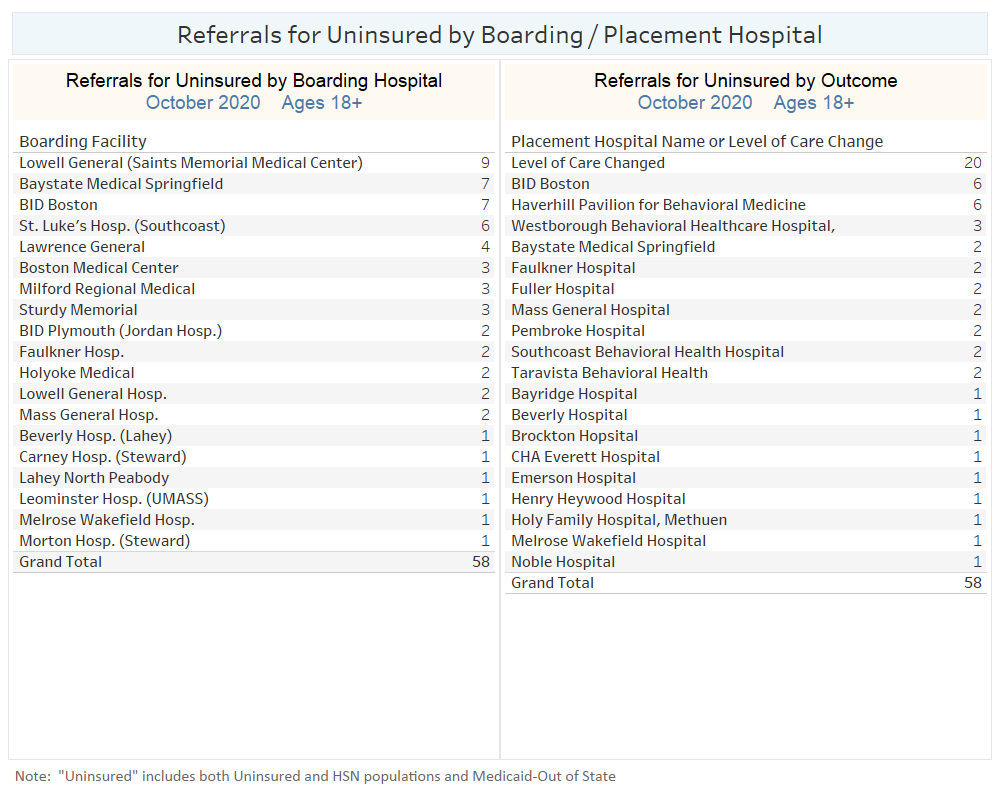 Referrals for Uninsured by Boarding / Placement Hospital
Referrals for Uninsured by Boarding Hospital
October 2020 Ages 18+
Boarding Facility
Lowell General (Saints Memorial Medical Center) 9
Baystate Medical Springfield 7
BID Boston 7
St. Luke’s Hosp. (Southcoast) 6
Lawrence General 4
Boston Medical Center 3
Milford Regional Medical 3
Sturdy Memorial 3
BID Plymouth (Jordan Hosp.) 2
Faulkner Hosp. 2
Holyoke Medical 2
Lowell General Hosp. 2
Mass General Hosp. 2
Beverly Hosp. (Lahey) 1
Carney Hosp. (Steward) 1
Lahey North Peabody 1
Leominster Hosp. (UMASS) 1
Melrose Wakefield Hosp. 1
Morton Hosp. (Steward) 1
Grand Total 58
Referrals for Uninsured by Outcome
October 2020 Ages 18+
Placement Hospital Name or Level of Care Change
Level of Care Changed 20
BID Boston 6
Haverhill Pavilion for Behavioral Medicine 6
Westborough Behavioral Healthcare Hospital, 3
Baystate Medical Springfield 2
Faulkner Hospital 2
Fuller Hospital 2
Mass General Hospital 2
Pembroke Hospital 2
Southcoast Behavioral Health Hospital 2
Taravista Behavioral Health 2
Bayridge Hospital 1
Beverly Hospital 1
Brockton Hopsital 1
CHA Everett Hospital 1
Emerson Hospital 1
Henry Heywood Hospital 1
Holy Family Hospital, Methuen 1
Melrose Wakefield Hospital 1
Noble Hospital 1
Grand Total 58
Note: "Uninsured" includes both Uninsured and HSN populations and Medicaid-Out of State